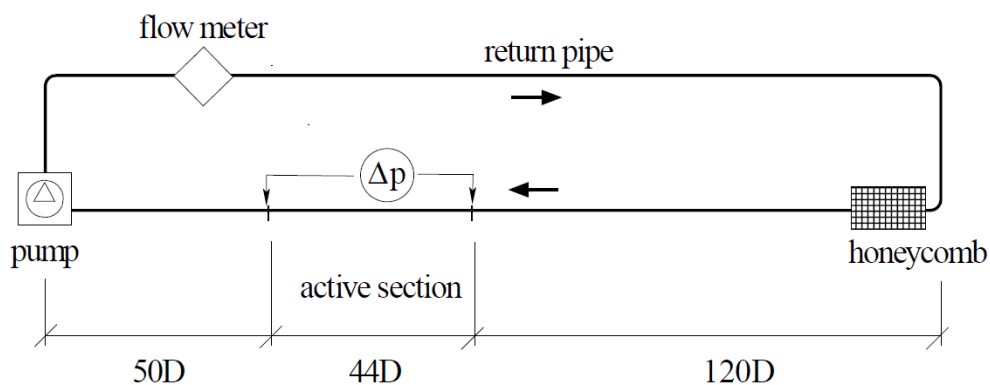 flow meter
return pipe
Δp
pump
honeycomb
active section
50D
44D
120D